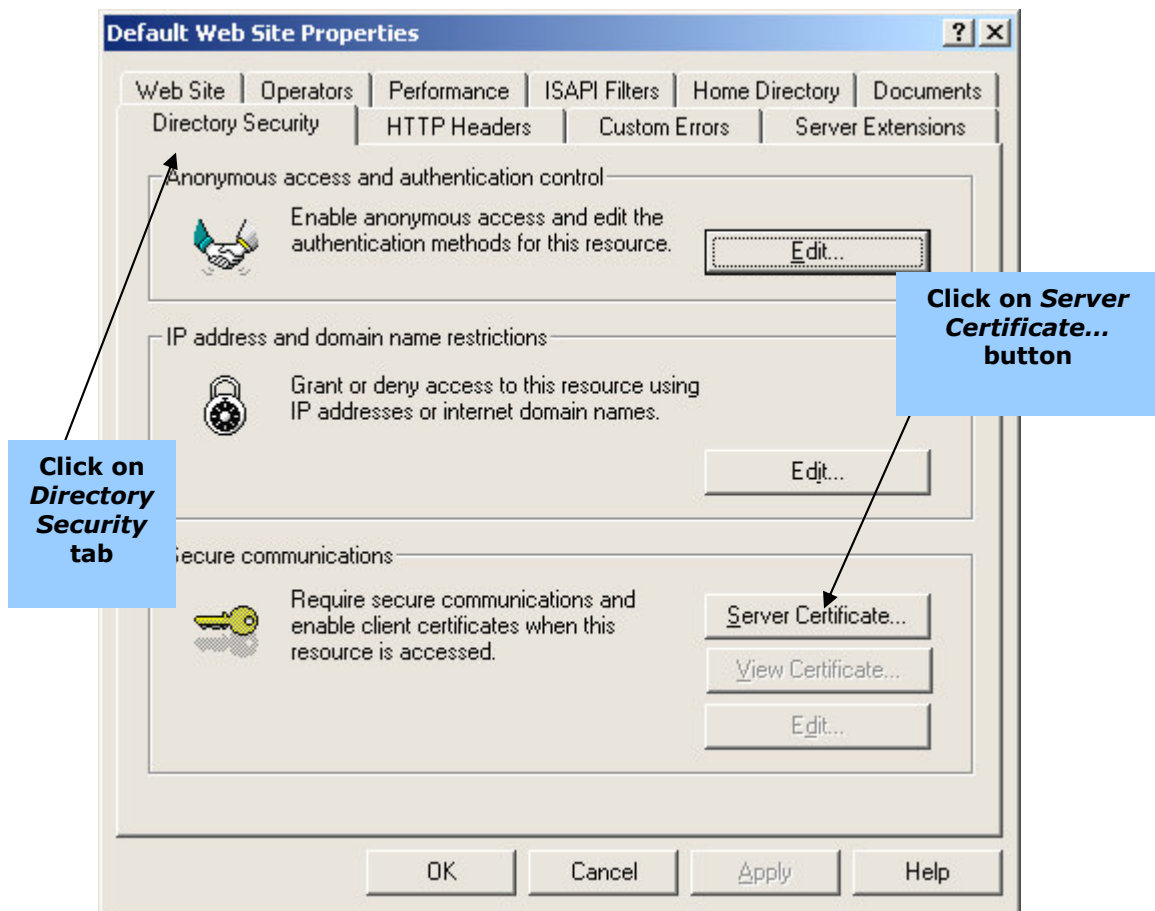 Default Web Site Properties
Web Site
Operators
Performance
ISAPI Filters
Home Directory
Documents
Directory Security
HTTP Headers
Custom Errors
Server Extensions
Anonymous access and authentication control
Enable anonymous access and edit the
authentication methods for this resource.
Edit...
Click on Server
Certificate...
button
IP address and domain name restrictions
Grant or deny access to this resource using
IP addresses or internet domain names.
Edit...
Click on
Directory
Security
tab
Secure communications
Require secure communications and
enable client certificates when this
resource is accessed.
Server Certificate...
View Certificate...
Edit...
OK
Cancel
Apply
Help